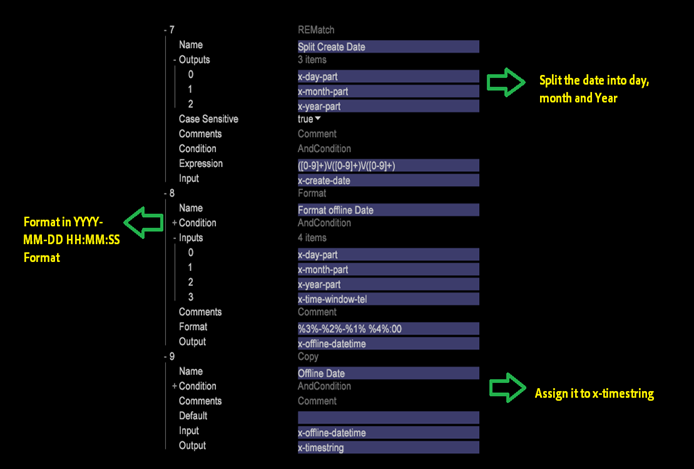 - 7 REMatch
Name Split Create Date
- Outputs 3 items
0 x-day-part
1 x-month-part
2 x-year-part
Case Sensitive true
Comments Comment
Condition AndCondition
Expression ([0-9]+)\/([0-9]+)\/([0-9]+)
Input x-create-date
- 8 Format
Name Format offline Date
+ Condition AndCondition
- Inputs 4 items
0 x-day-part
1 x-month-part
2 x-year-part
3 x-time-window-tel
Comments Comment
Format %3%-%2%-%1% %4%:00
Output x-offline-datetime
- 9 Copy
Name Offline Date
+ Condition AndCondition
Comments Comment
Default
Input x-offline-datetime
Output x-timestring
Split the date into day,
month and Year
Format in YYYY-
MM-DD HH:MM:SS
Format
Assign it to x-timestring